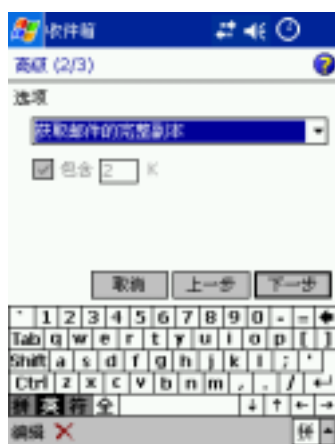 收件箱
高级 (2/3)
选项
获取邮件的完整副本
包含 2 K
取消 上一步 下一步
` 1 2 3 4 5 6 7 8 9 0 - =
Tab q w e r t y u i o p [ ]
Shift a s d f g h j k l ; '
Ctrl z x c v b n m , . /
拼 英 符 全
编辑
拼